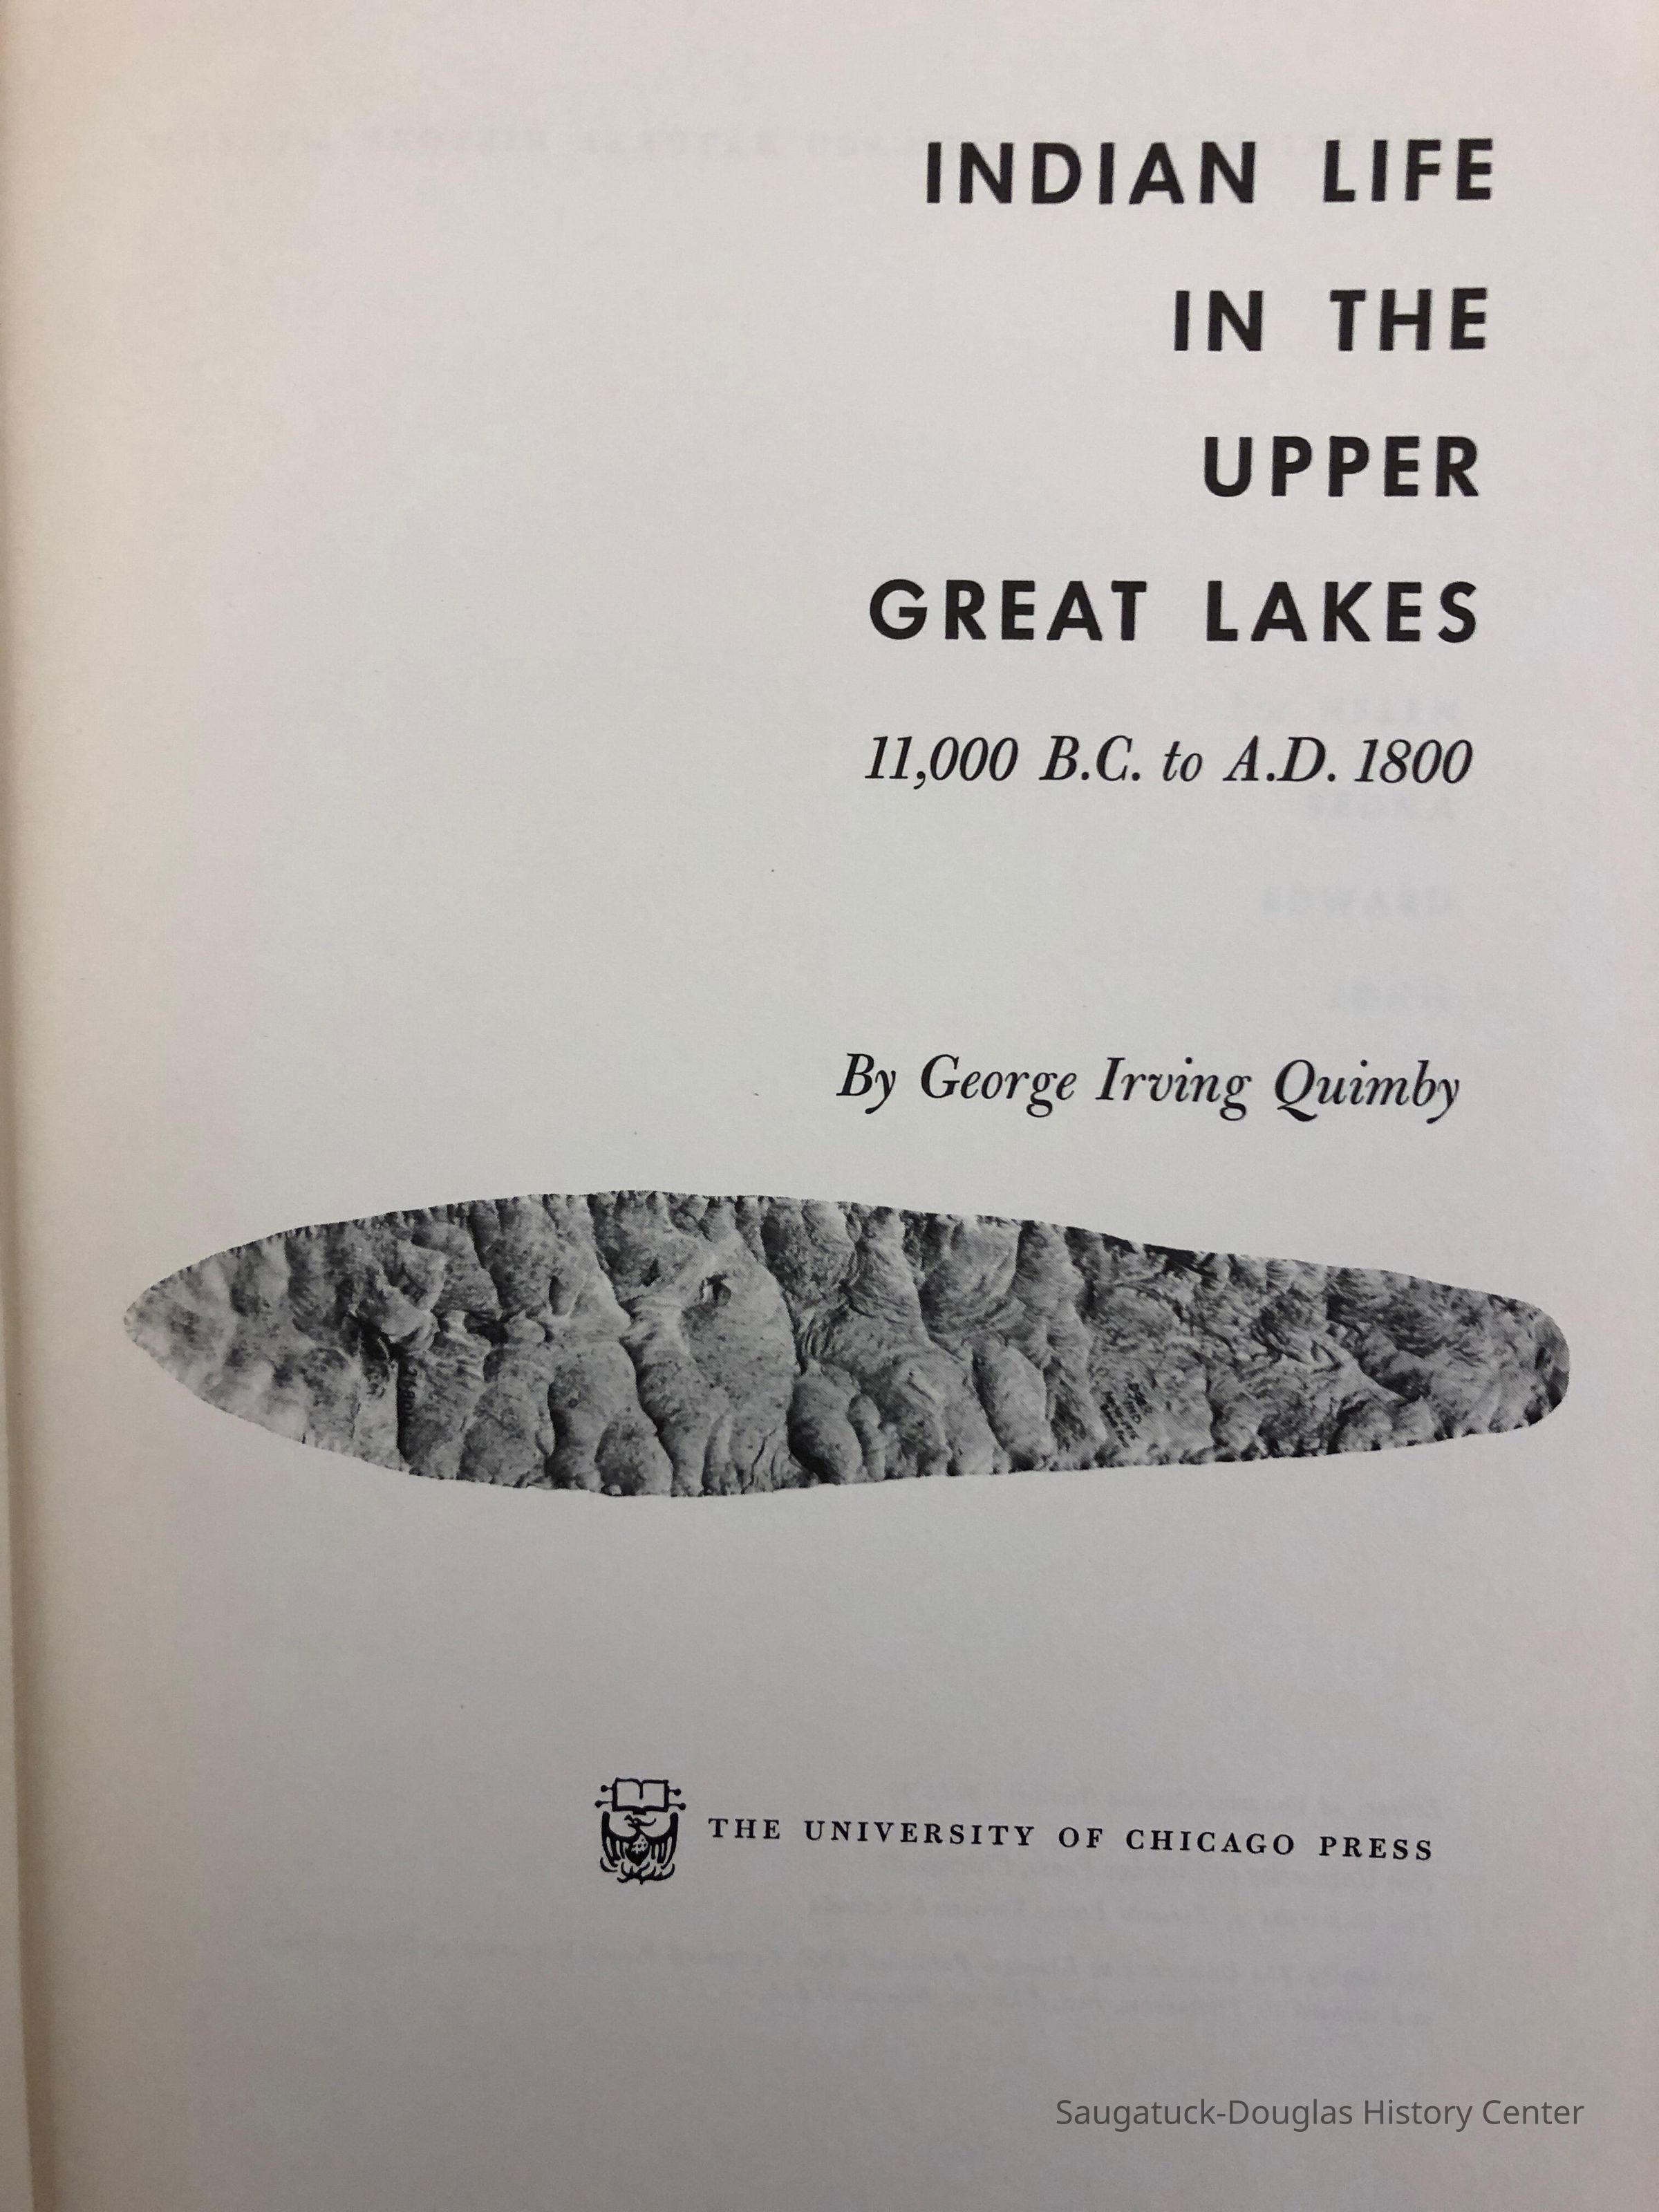 INDIAN LIFE
IN THE
UPPER
GREAT LAKES
11,000 B.C. to A.D. 1800
By George Irving Quimby
THE UNIVERSITY OF CHICAGO PRESS
Saugatuck-Douglas History Center